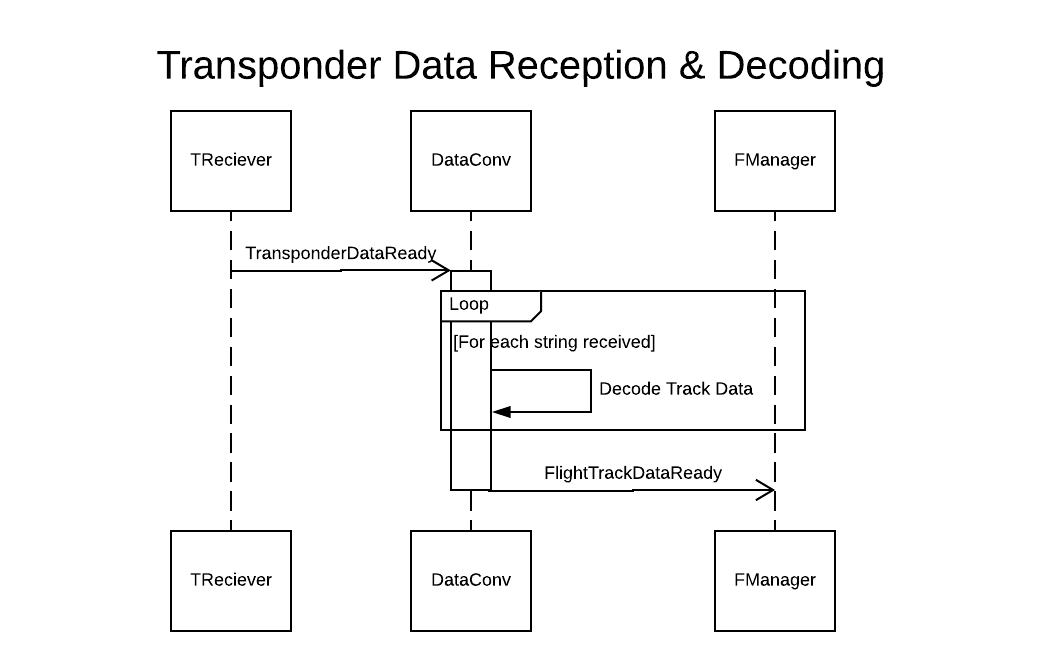 Transponder Data Reception & Decoding
TReciever
DataConv
FManager
TransponderDataReady
Loop
[For each string received]
Decode Track Data
FlightTrackDataReady
TReciever
DataConv
FManager